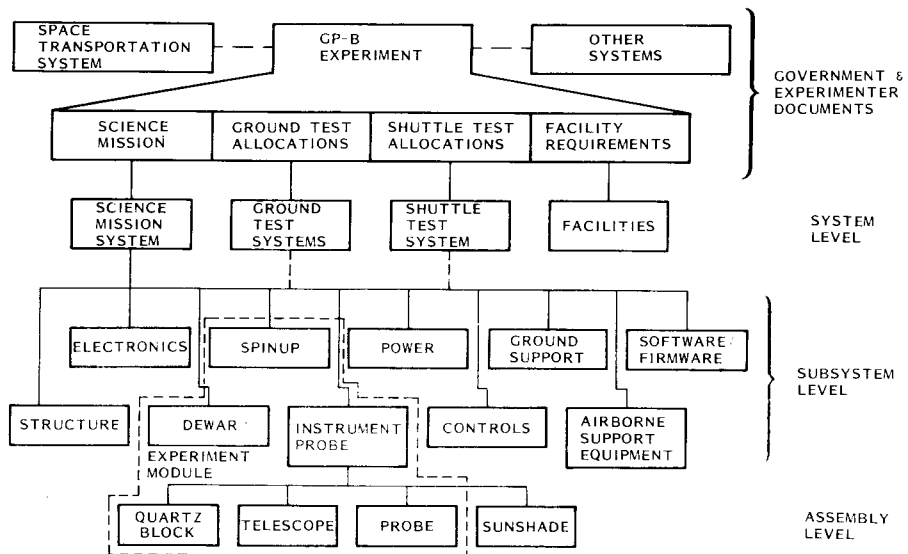 SPACE
TRANSPORTATION
SYSTEM
GP-B
EXPERIMENT
OTHER
SYSTEMS
GOVERNMENT &
EXPERIMENTER
DOCUMENTS
SCIENCE
MISSION
GROUND TEST
ALLOCATIONS
SHUTTLE TEST
ALLOCATIONS
FACILITY
REQUIREMENTS
SCIENCE
MISSION
SYSTEM
GROUND
TEST
SYSTEMS
SHUTTLE
TEST
SYSTEM
FACILITIES
SYSTEM
LEVEL
ELECTRONICS
SPINUP
POWER
GROUND
SUPPORT
SOFTWARE/
FIRMWARE
SUBSYSTEM
LEVEL
STRUCTURE
DEWAR
INSTRUMENT
PROBE
CONTROLS
AIRBORNE
SUPPORT
EQUIPMENT
EXPERIMENT
MODULE
QUARTZ
BLOCK
TELESCOPE
PROBE
SUNSHADE
ASSEMBLY
LEVEL